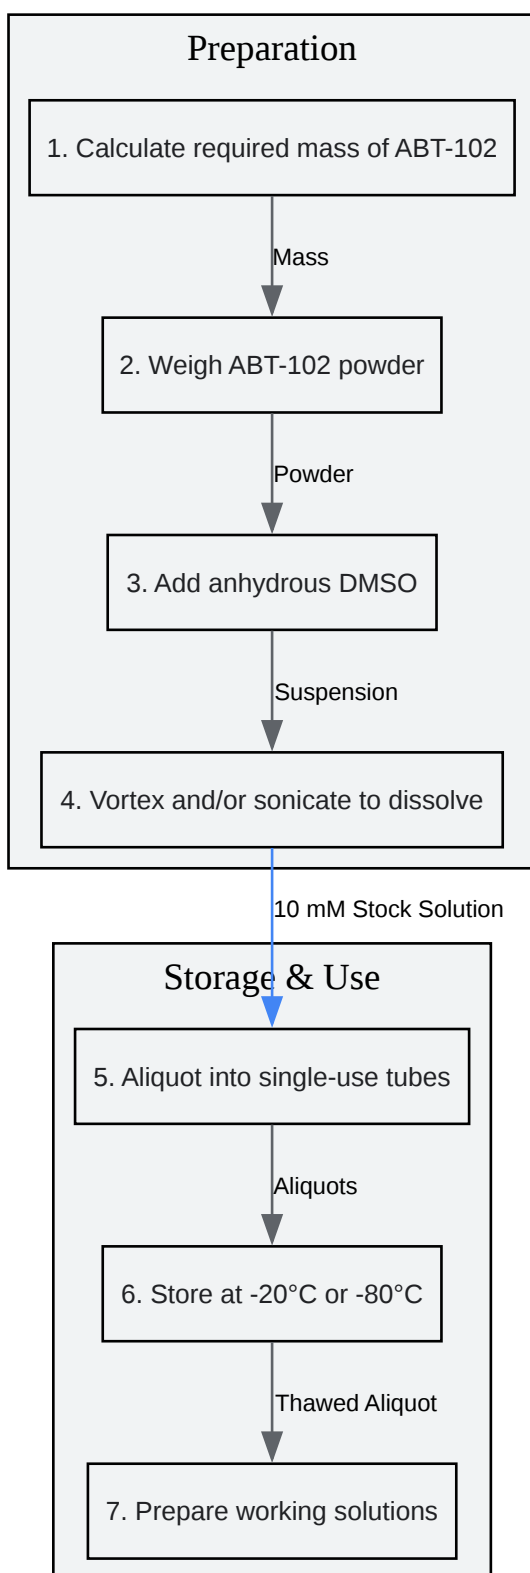 Preparation
1. Calculate required mass of ABT-102
Mass
2. Weigh ABT-102 powder
Powder
3. Add anhydrous DMSO
Suspension
4. Vortex and/or sonicate to dissolve
10 mM Stock Solution
Storage & Use
5. Aliquot into single-use tubes
Aliquots
6. Store at -20°C or -80°C
Thawed Aliquot
7. Prepare working solutions